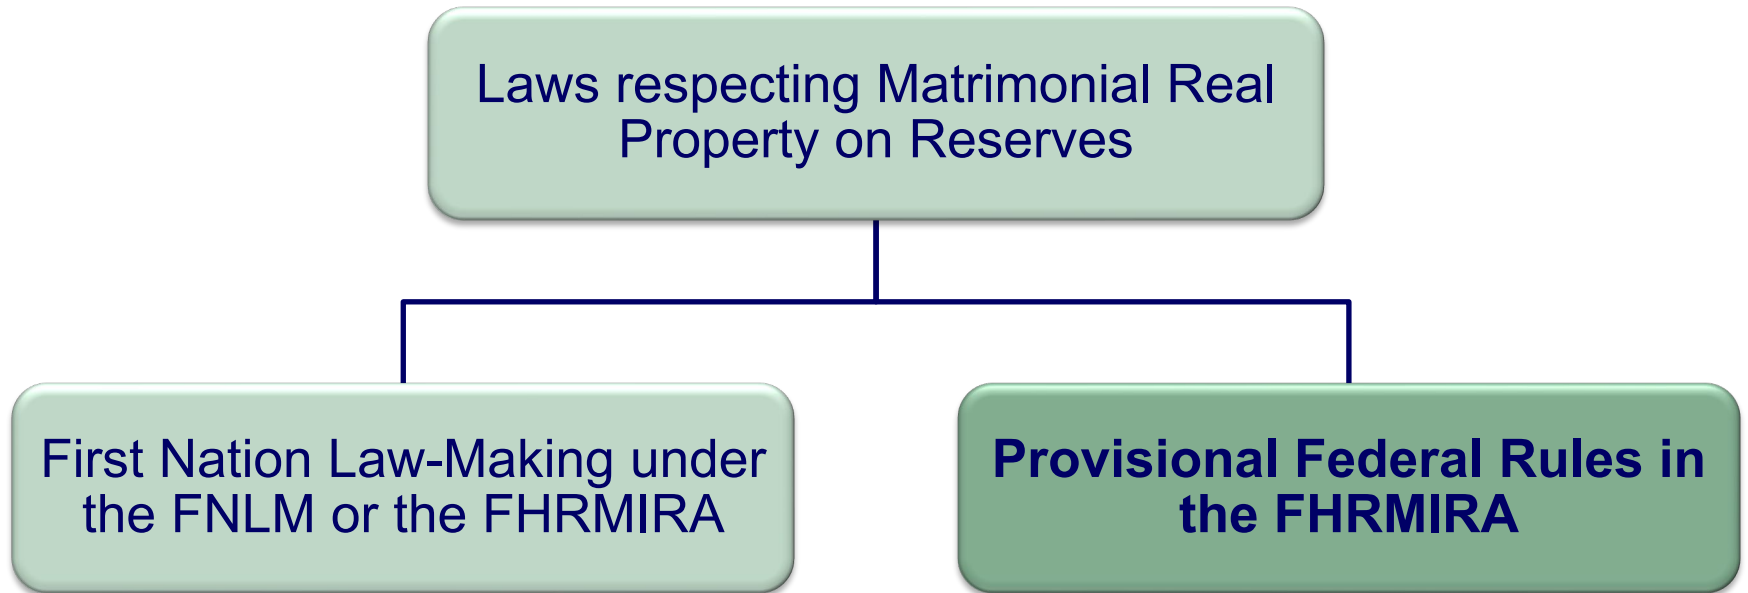 Laws respecting Matrimonial Real
Property on Reserves
First Nation Law-Making under
the FNLM or the FHRMIRA
Provisional Federal Rules in
the FHRMIRA